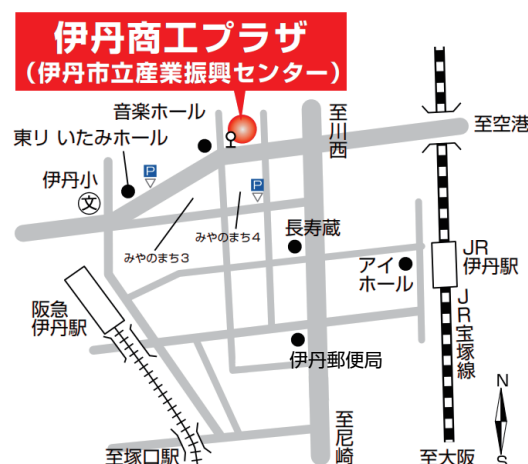 伊丹商工プラザ
（伊丹市立産業振興センター）
音楽ホール
至川西
至空港
東リ いたみホール
P
伊丹小
文
P
みやのまち3
みやのまち4
長寿蔵
アイ
ホール
JR
伊丹駅
阪急
伊丹駅
JR宝塚線
伊丹郵便局
N
S
至塚口駅
至尼崎
至大阪